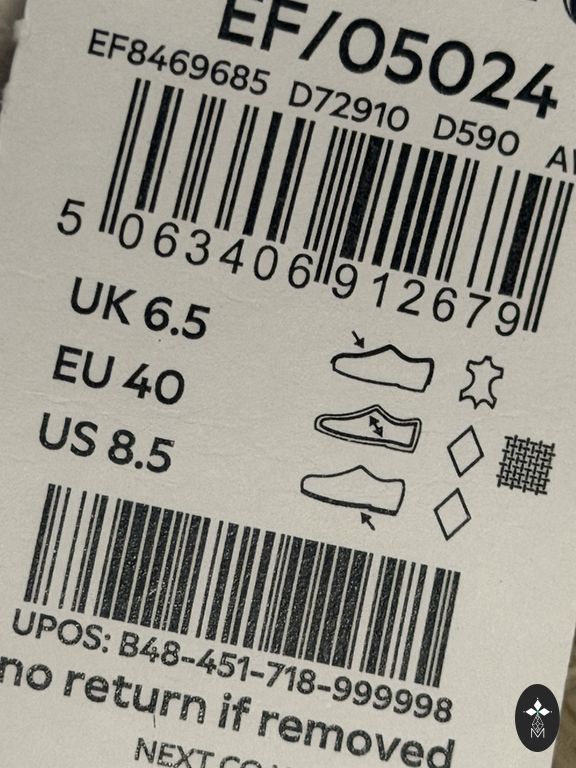 EF/05024
EF8469685 D72910 D590
5 063406 912679
UK 6.5
EU 40
US 8.5
UPOS: B48-451-718-999998
no return if removed
NEXT